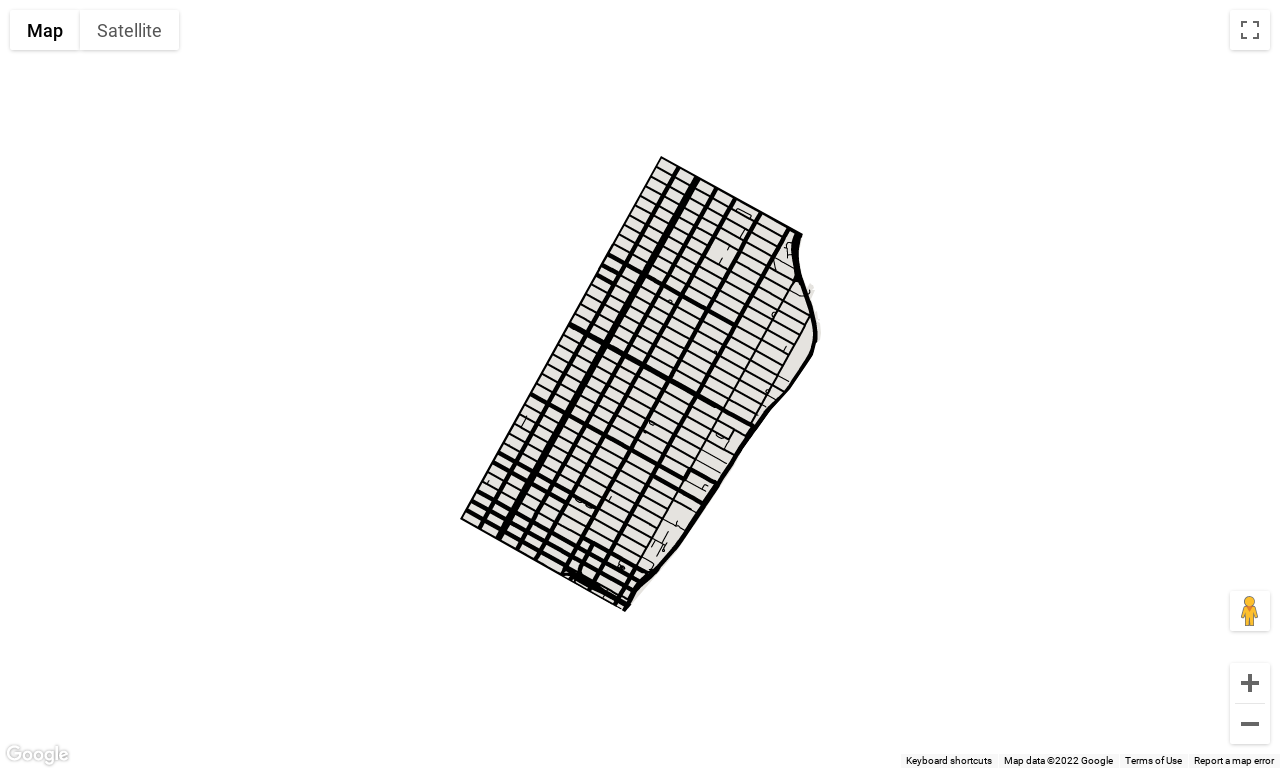 Map
Satellite
Google
Keyboard shortcuts
Map data ©2022 Google
Terms of Use
Report a map error